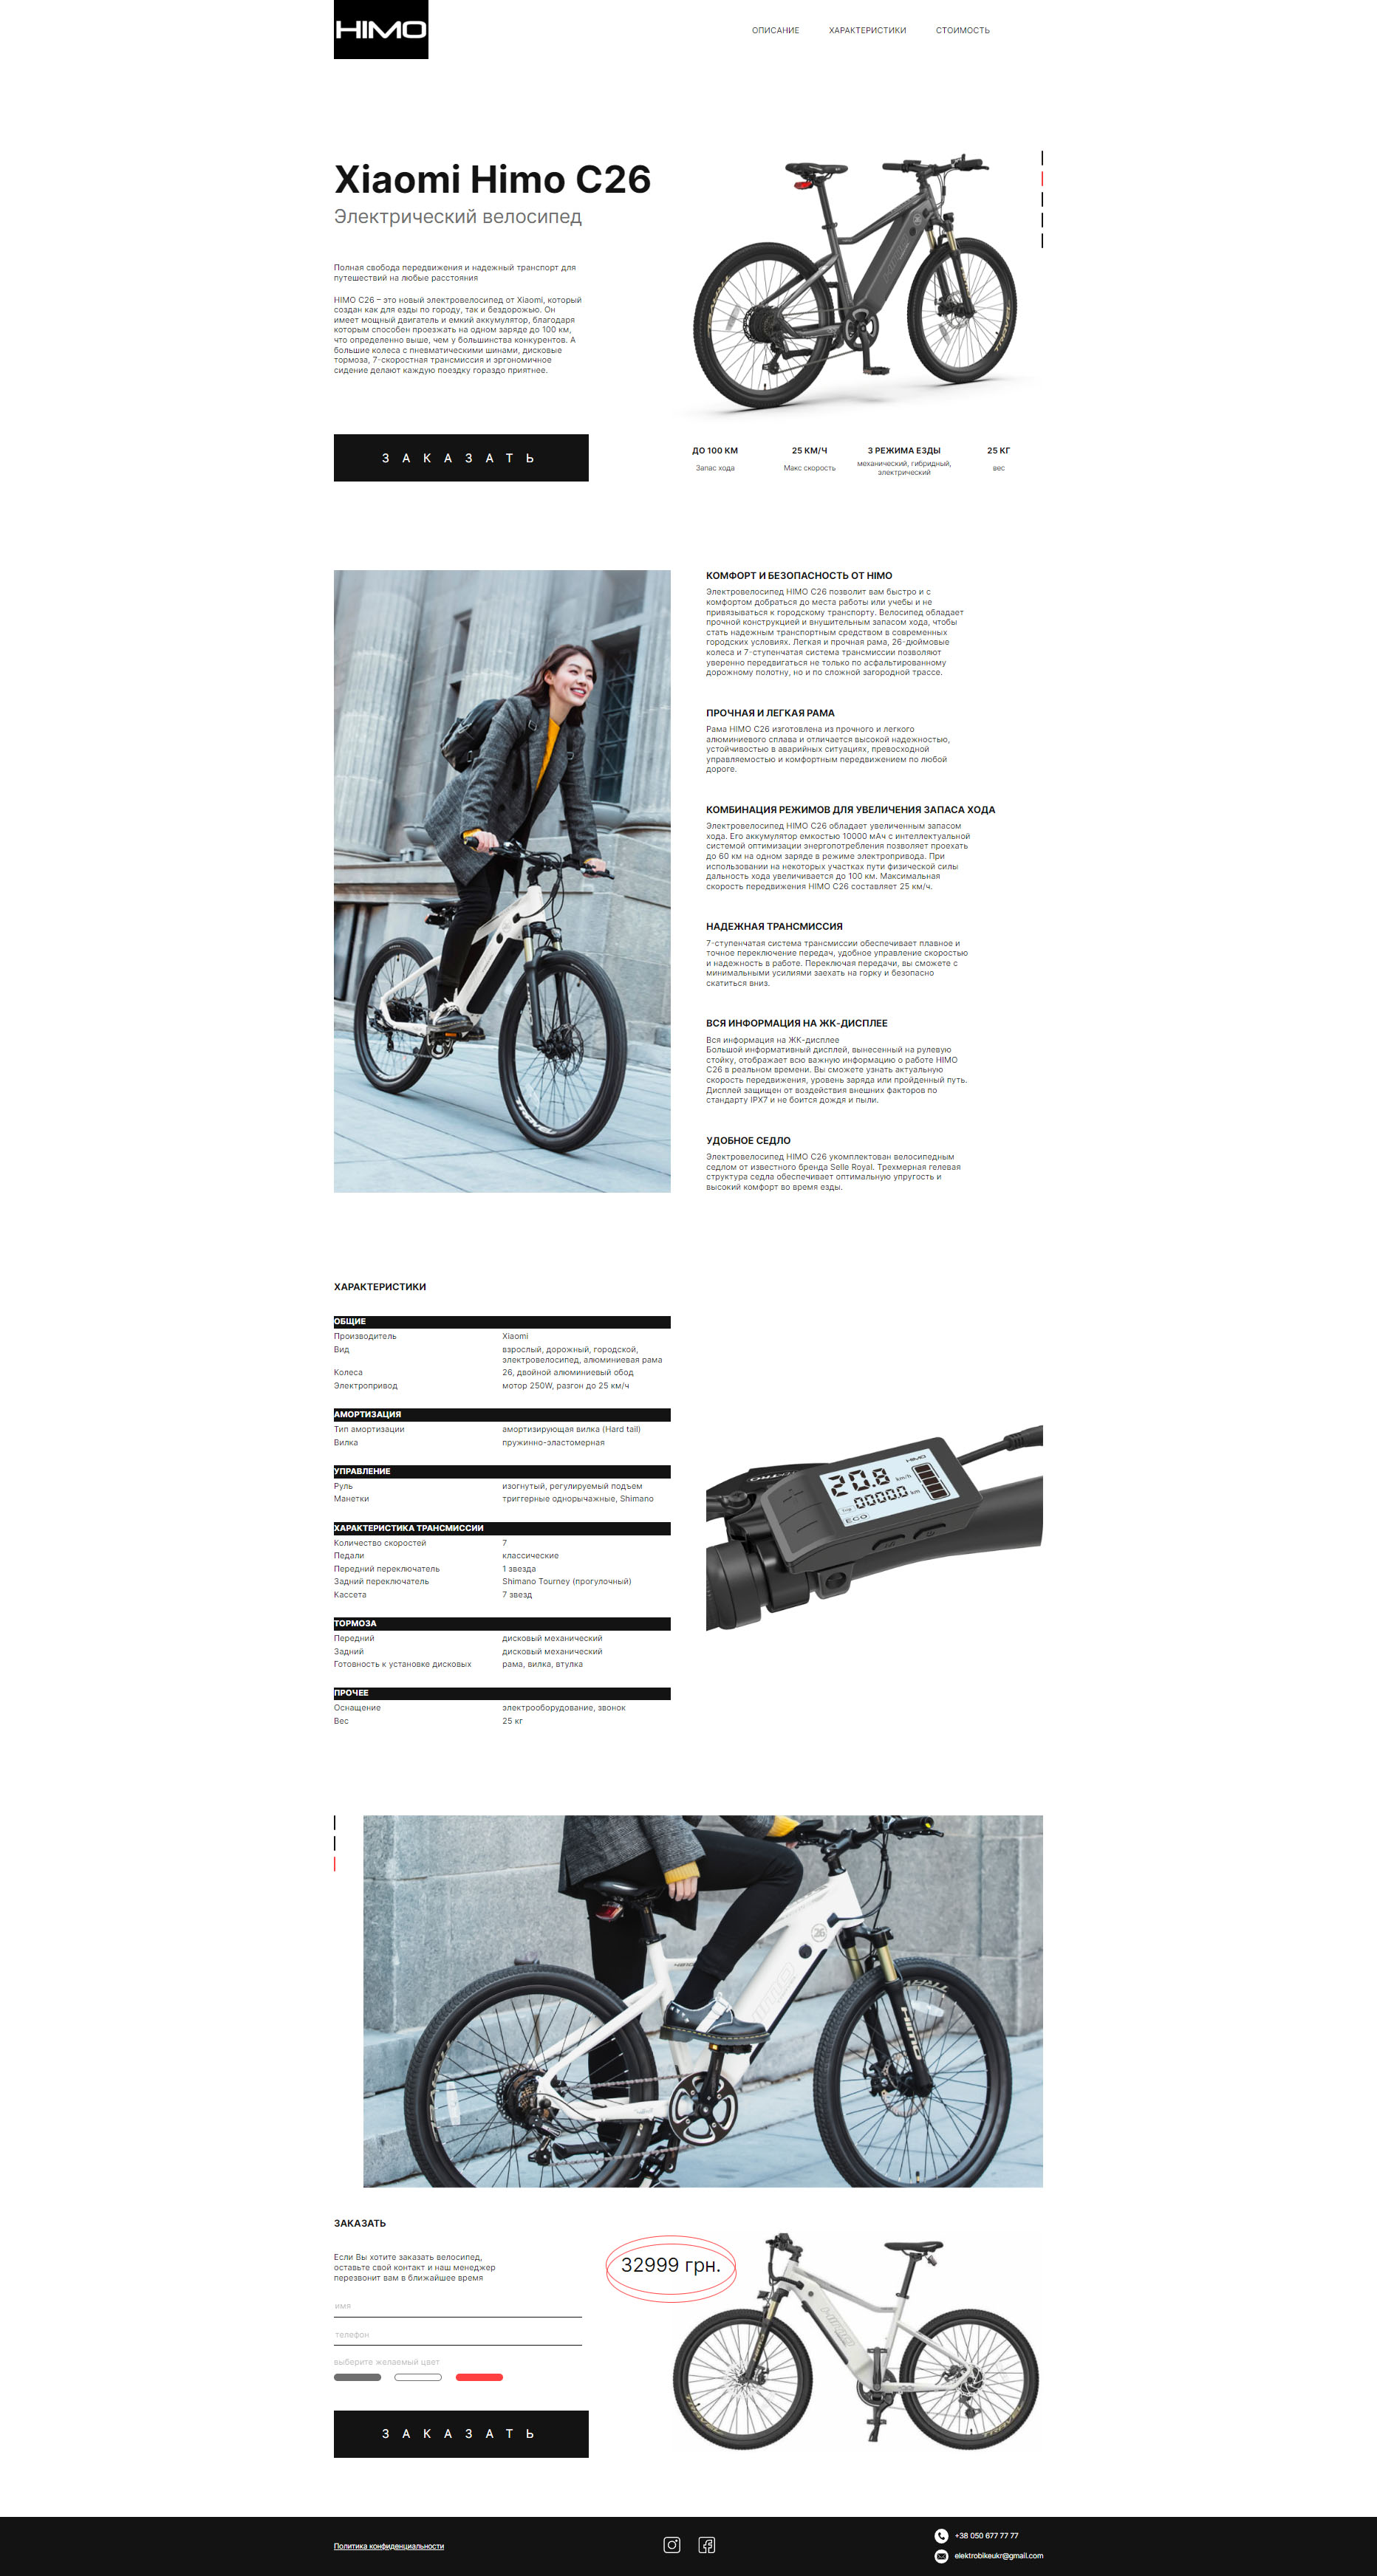 HIMO
ОПИСАНИЕ
ХАРАКТЕРИСТИКИ
СТОИМОСТЬ
Xiaomi Himo C26
Электрический велосипед
Полная свобода передвижения и надежный транспорт для
путешествий на любые расстояния
HIMO C26 – это новый электровелосипед от Xiaomi, который
создан как для езды по городу, так и бездорожью. Он
имеет мощный двигатель и емкий аккумулятор, благодаря
которым способен проезжать на одном заряде до 100 км,
что определенно выше, чем у большинства конкурентов. А
большие колеса с пневматическими шинами, дисковые
тормоза, 7-скоростная трансмиссия и эргономичное
сидение делают каждую поездку гораздо приятнее.
ЗАКАЗАТЬ
ДО 100 КМ
Запас хода
25 КМ/Ч
Макс скорость
3 РЕЖИМА ЕЗДЫ
механический, гибридный,
электрический
25 КГ
вес
КОМФОРТ И БЕЗОПАСНОСТЬ ОТ HIMO
Электровелосипед HIMO C26 позволит вам быстро и с
комфортом добраться до места работы или учебы и не
привязываться к городскому транспорту. Велосипед обладает
прочной конструкцией и внушительным запасом хода, чтобы
стать надежным транспортным средством в современных
городских условиях. Легкая и прочная рама, 26-дюймовые
колеса и 7-ступенчатая система трансмиссии позволяют
уверенно передвигаться не только по асфальтированному
дорожному полотну, но и по сложной загородной трассе.
ПРОЧНАЯ И ЛЕГКАЯ РАМА
Рама HIMO C26 изготовлена из прочного и легкого
алюминиевого сплава и отличается высокой надежностью,
устойчивостью в аварийных ситуациях, превосходной
управляемостью и комфортным передвижением по любой
дороге.
КОМБИНАЦИЯ РЕЖИМОВ ДЛЯ УВЕЛИЧЕНИЯ ЗАПАСА ХОДА
Электровелосипед HIMO C26 обладает увеличенным запасом
хода. Его аккумулятор емкостью 10000 мАч с интеллектуальной
системой оптимизации энергопотребления позволяет проехать
до 60 км на одном заряде в режиме электропривода. При
использовании на некоторых участках пути физической силы
дальность хода увеличивается до 100 км. Максимальная
скорость передвижения HIMO C26 составляет 25 км/ч.
НАДЕЖНАЯ ТРАНСМИССИЯ
7-ступенчатая система трансмиссии обеспечивает плавное и
точное переключение передач, удобное управление скоростью
и надежность в работе. Переключая передачи, вы сможете с
минимальными усилиями заехать на горку и безопасно
скатиться вниз.
ВСЯ ИНФОРМАЦИЯ НА ЖК-ДИСПЛЕЕ
Вся информация на ЖК-дисплее
Большой информативный дисплей, вынесенный на рулевую
стойку, отображает всю важную информацию о работе HIMO
C26 в реальном времени. Вы сможете узнать актуальную
скорость передвижения, уровень заряда или пройденный путь.
Дисплей защищен от воздействия внешних факторов по
стандарту IPX7 и не боится дождя и пыли.
УДОБНОЕ СЕДЛО
Электровелосипед HIMO C26 укомплектован велосипедным
седлом от известного бренда Selle Royal. Трехмерная гелевая
структура седла обеспечивает оптимальную упругость и
высокий комфорт во время езды.
ХАРАКТЕРИСТИКИ
ОБЩИЕ
Производитель Xiaomi
Вид взрослый, дорожный, городской,
электровелосипед, алюминиевая рама
Колеса 26, двойной алюминиевый обод
Электропривод мотор 250W, разгон до 25 км/ч
АМОРТИЗАЦИЯ
Тип амортизации амортизирующая вилка (Hard tail)
Вилка пружинно-эластомерная
УПРАВЛЕНИЕ
Руль изогнутый, регулируемый подъем
Манетки триггерные однорычажные, Shimano
ХАРАКТЕРИСТИКА ТРАНСМИССИИ
Количество скоростей 7
Педали классические
Передний переключатель 1 звезда
Задний переключатель Shimano Tourney (прогулочный)
Кассета 7 звезд
ТОРМОЗА
Передний дисковый механический
Задний дисковый механический
Готовность к установке дисковых рама, вилка, втулка
ПРОЧЕЕ
Оснащение электрооборудование, звонок
Вес 25 кг
HIMO
20.8 km/h
0000.0 km
ECO
26
HIMO
ЗАКАЗАТЬ
Если Вы хотите заказать велосипед,
оставьте свой контакт и наш менеджер
перезвонит вам в ближайшее время
имя
телефон
выберите желаемый цвет
ЗАКАЗАТЬ
32999 грн.
HIMO
TRAVEL
Политика конфиденциальности
+38 050 677 77 77
elektrobikeukr@gmail.com